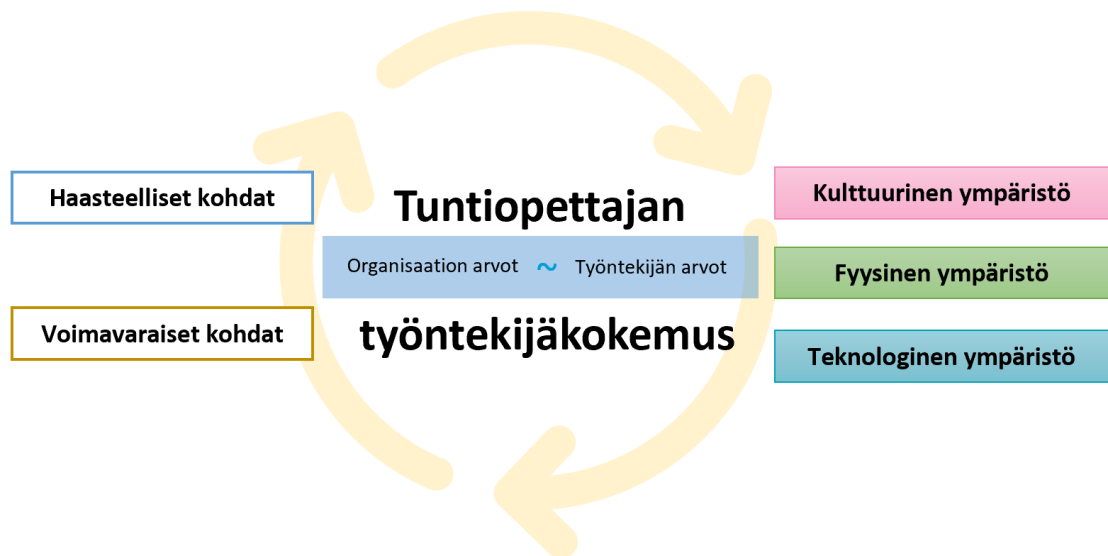 Haasteelliset kohdat
Voimavaraiset kohdat
Tuntiopettajan
Organisaation arvot ~ Työntekijän arvot
työntekijäkokemus
Kulttuurinen ympäristö
Fyysinen ympäristö
Teknologinen ympäristö